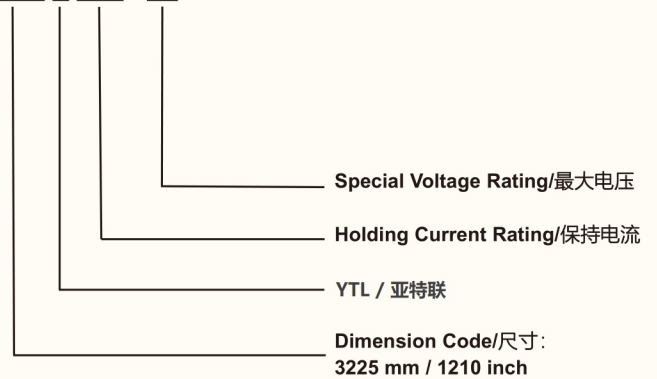 Special Voltage Rating/最大电压
Holding Current Rating/保持电流
YTL / 亚特联
Dimension Code/尺寸:
3225 mm / 1210 inch